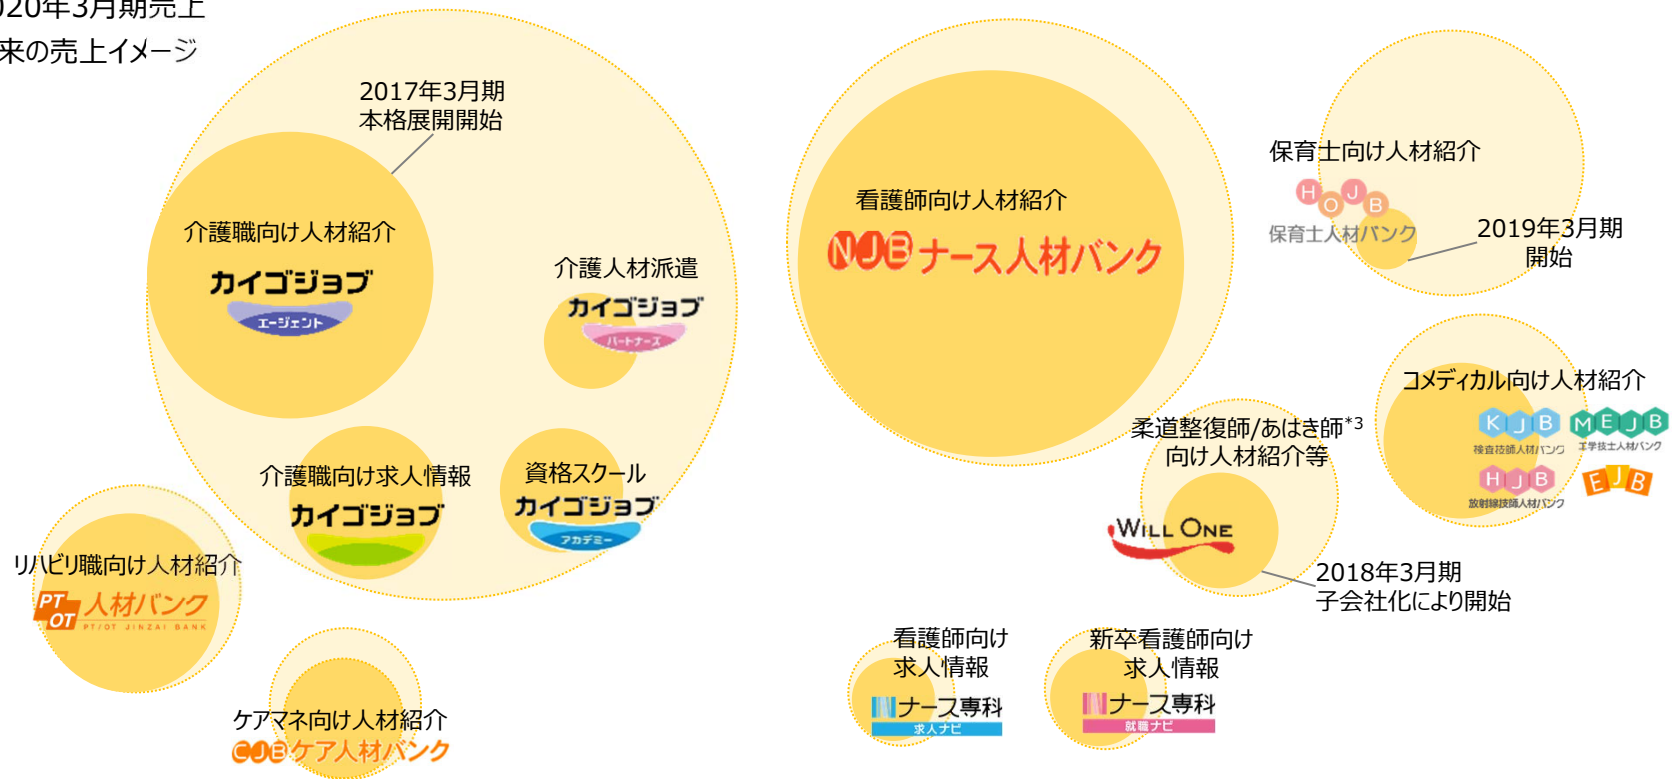 020年3月期売上
来の売上イメージ
2017年3月期
本格展開開始
介護職向け人材紹介
カイゴジョブ
エージェント
介護人材派遣
カイゴジョブ
パートナーズ
介護職向け求人情報
カイゴジョブ
資格スクール
カイゴジョブ
アカデミー
リハビリ職向け人材紹介
PT
OT
人材バンク
PT/OT JINZAI BANK
ケアマネ向け人材紹介
CJB ケア人材バンク
看護師向け人材紹介
NJB ナース人材バンク
保育士向け人材紹介
HOJB
保育士人材バンク
2019年3月期
開始
コメディカル向け人材紹介
KJB
検査技師人材バンク
MEJB
工学技士人材バンク
HJB
放射線技師人材バンク
EJB
柔道整復師/あはき師*3
向け人材紹介等
WILL ONE
2018年3月期
子会社化により開始
看護師向け
求人情報
ナース専科
求人ナビ
新卒看護師向け
求人情報
ナース専科
就職ナビ